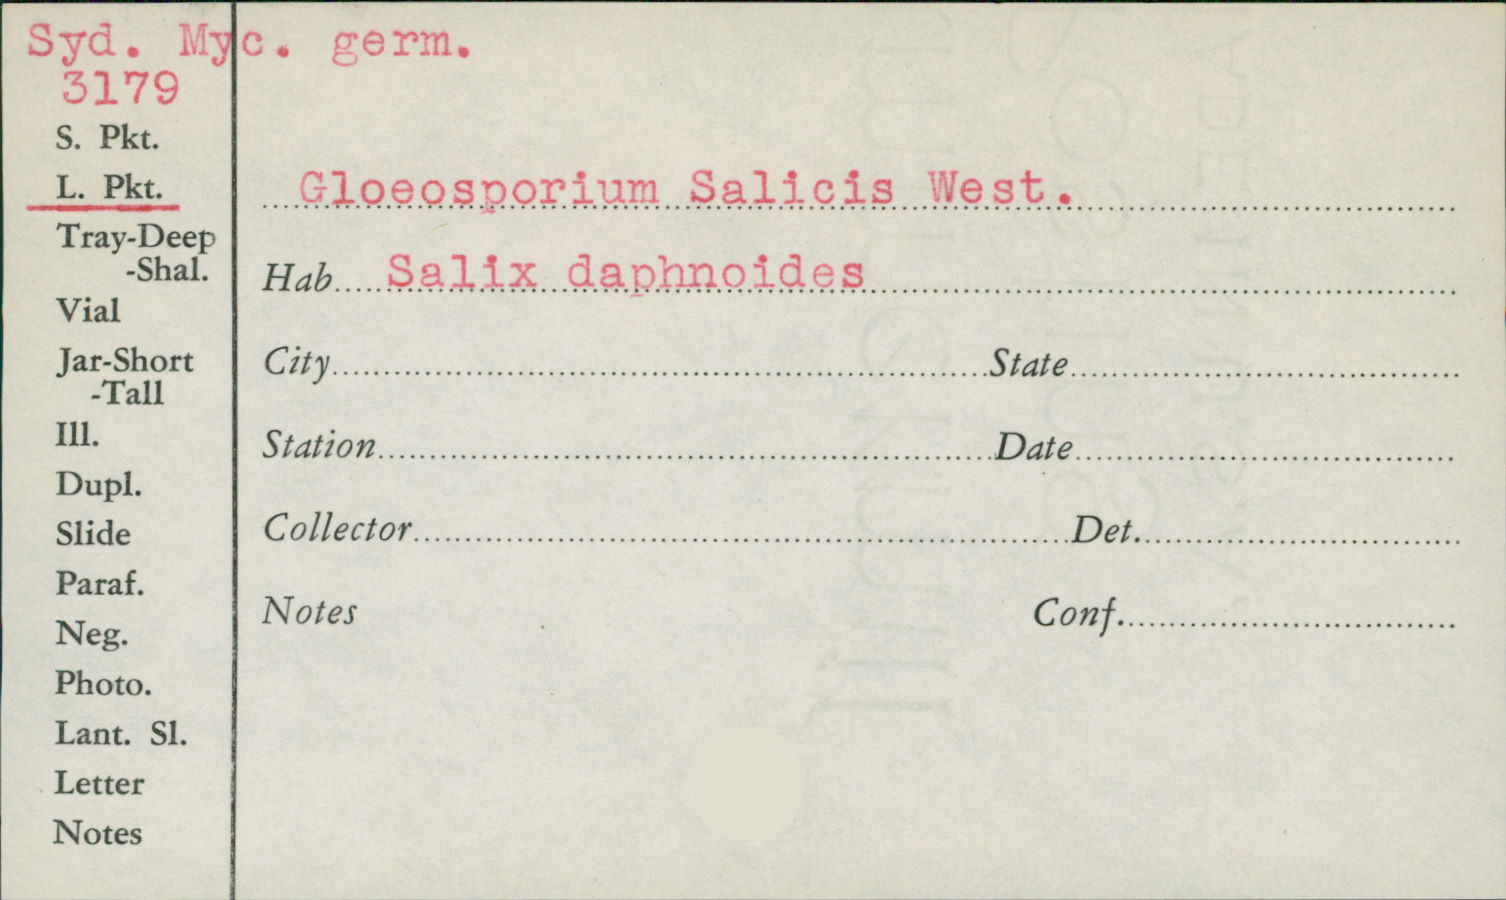 Syd. Myc. germ.
3179
S. Pkt.
L. Pkt.
Tray-Deep
-Shal.
Vial
Jar-Short
-Tall
Ill.
Dupl.
Slide
Paraf.
Neg.
Photo.
Lant. Sl.
Letter
Notes
Gloeosporium Salicis West.
Hab. Salix daphnoides
City State
Station Date
Collector Det.
Notes Conf.